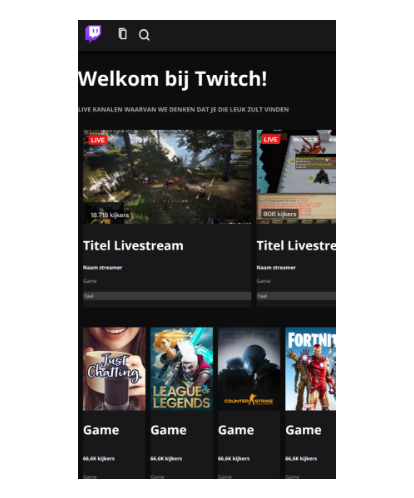 Welkom bij Twitch!
LIVE KANALEN WAARVAN WE DENKEN DAT JE DIE LEUK ZULT VINDEN
LIVE
LIVE
18.718 kijkers
806 kijkers
Titel Livestream
Titel Livestre
Naam streamer
Naam streamer
Game
Game
Taal
Taal
Just Chatting
LEAGUE OF LEGENDS
COUNTER STRIKE
FORTNI
Game
Game
Game
Game
66,6K kijkers
66,6K kijkers
66,6K kijkers
66,6K kijkers
Game
Game
Game
Game